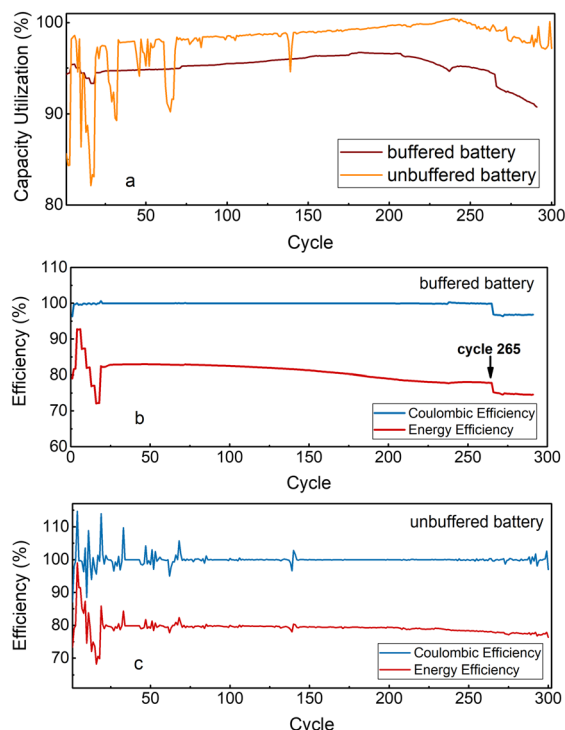 100
95
90
85
80
Capacity Utilization (%)
buffered battery
unbuffered battery
a
50 100 150 200 250 300
Cycle
110
100
90
80
70
60
Efficiency (%)
buffered battery
cycle 265
b
Coulombic Efficiency
Energy Efficiency
0 50 100 150 200 250 300
Cycle
110
100
90
80
70
Efficiency (%)
unbuffered battery
c
Coulombic Efficiency
Energy Efficiency
50 100 150 200 250 300
Cycle